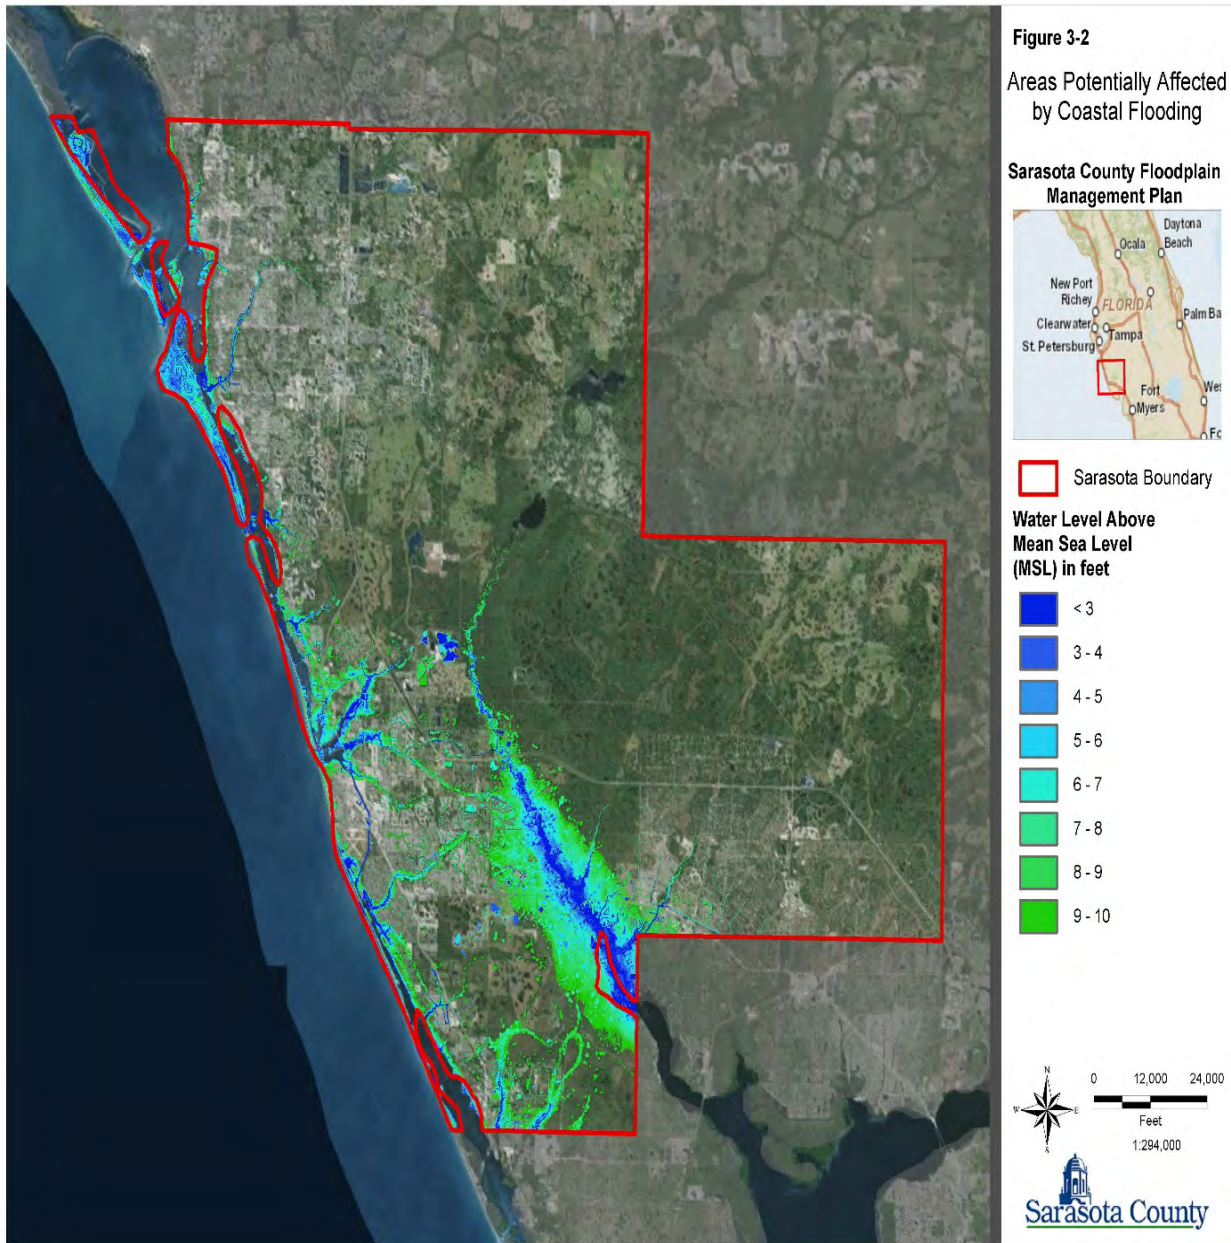 Figure 3-2
Areas Potentially Affected
by Coastal Flooding
Sarasota County Floodplain
Management Plan
Daytona
Beach
Ocala
New Port
Richey
FLORIDA
Clearwater
Tampa
St. Petersburg
Palm Ba
Fort
Myers
Wes
Fo
Sarasota Boundary
Water Level Above
Mean Sea Level
(MSL) in feet
< 3
3 - 4
4 - 5
5 - 6
6 - 7
7 - 8
8 - 9
9 - 10
N
W
E
S
0 12,000 24,000
Feet
1:294,000
Sarasota County